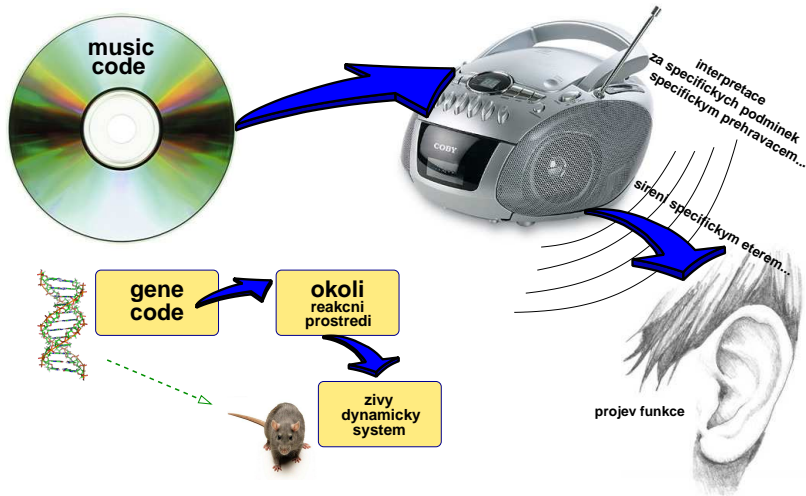 music
code
COBY
interpretace
za specifickych podminek
specifickym prehravacem...
sireni specifickym eterem...
gene
code
okoli
reakcni
prostredi
zivy
dynamicky
system
projev funkce